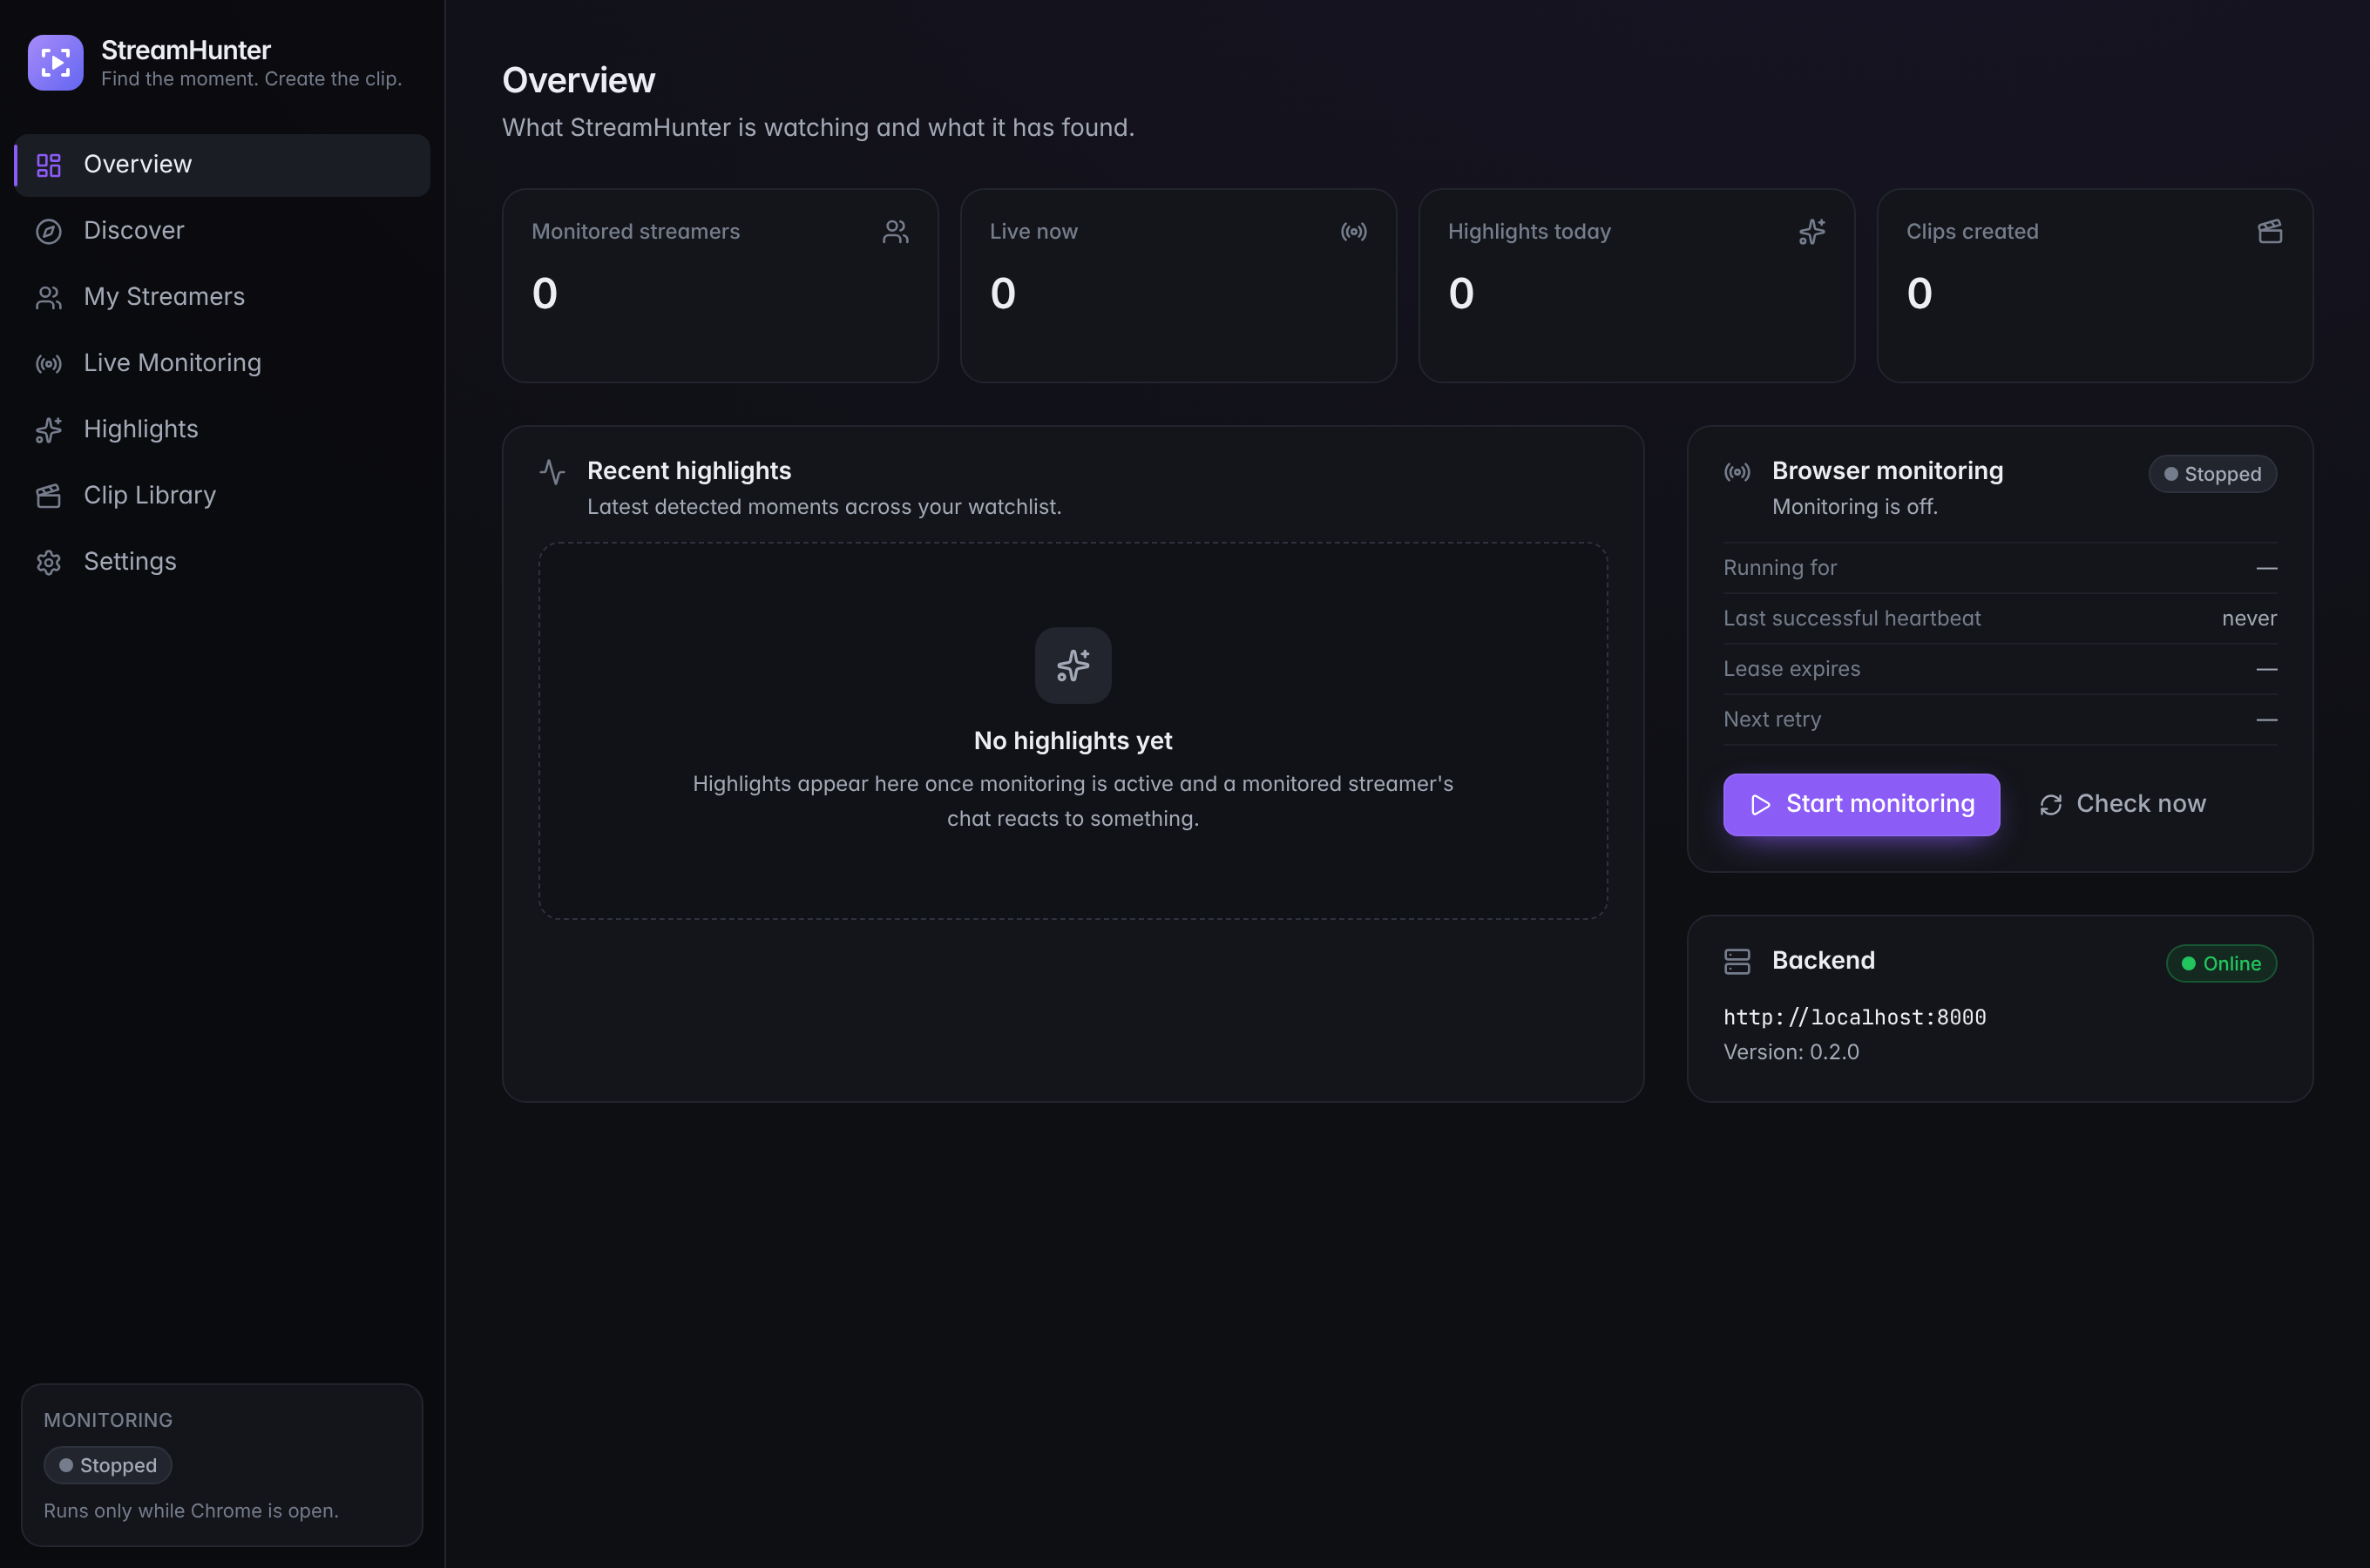 StreamHunter
Find the moment. Create the clip.
Overview
Discover
My Streamers
Live Monitoring
Highlights
Clip Library
Settings
MONITORING
Stopped
Runs only while Chrome is open.
Overview
What StreamHunter is watching and what it has found.
Monitored streamers
0
Live now
0
Highlights today
0
Clips created
0
Recent highlights
Latest detected moments across your watchlist.
No highlights yet
Highlights appear here once monitoring is active and a monitored streamer's
chat reacts to something.
Browser monitoring
Stopped
Monitoring is off.
Running for —
Last successful heartbeat never
Lease expires —
Next retry —
Start monitoring
Check now
Backend
Online
http://localhost:8000
Version: 0.2.0